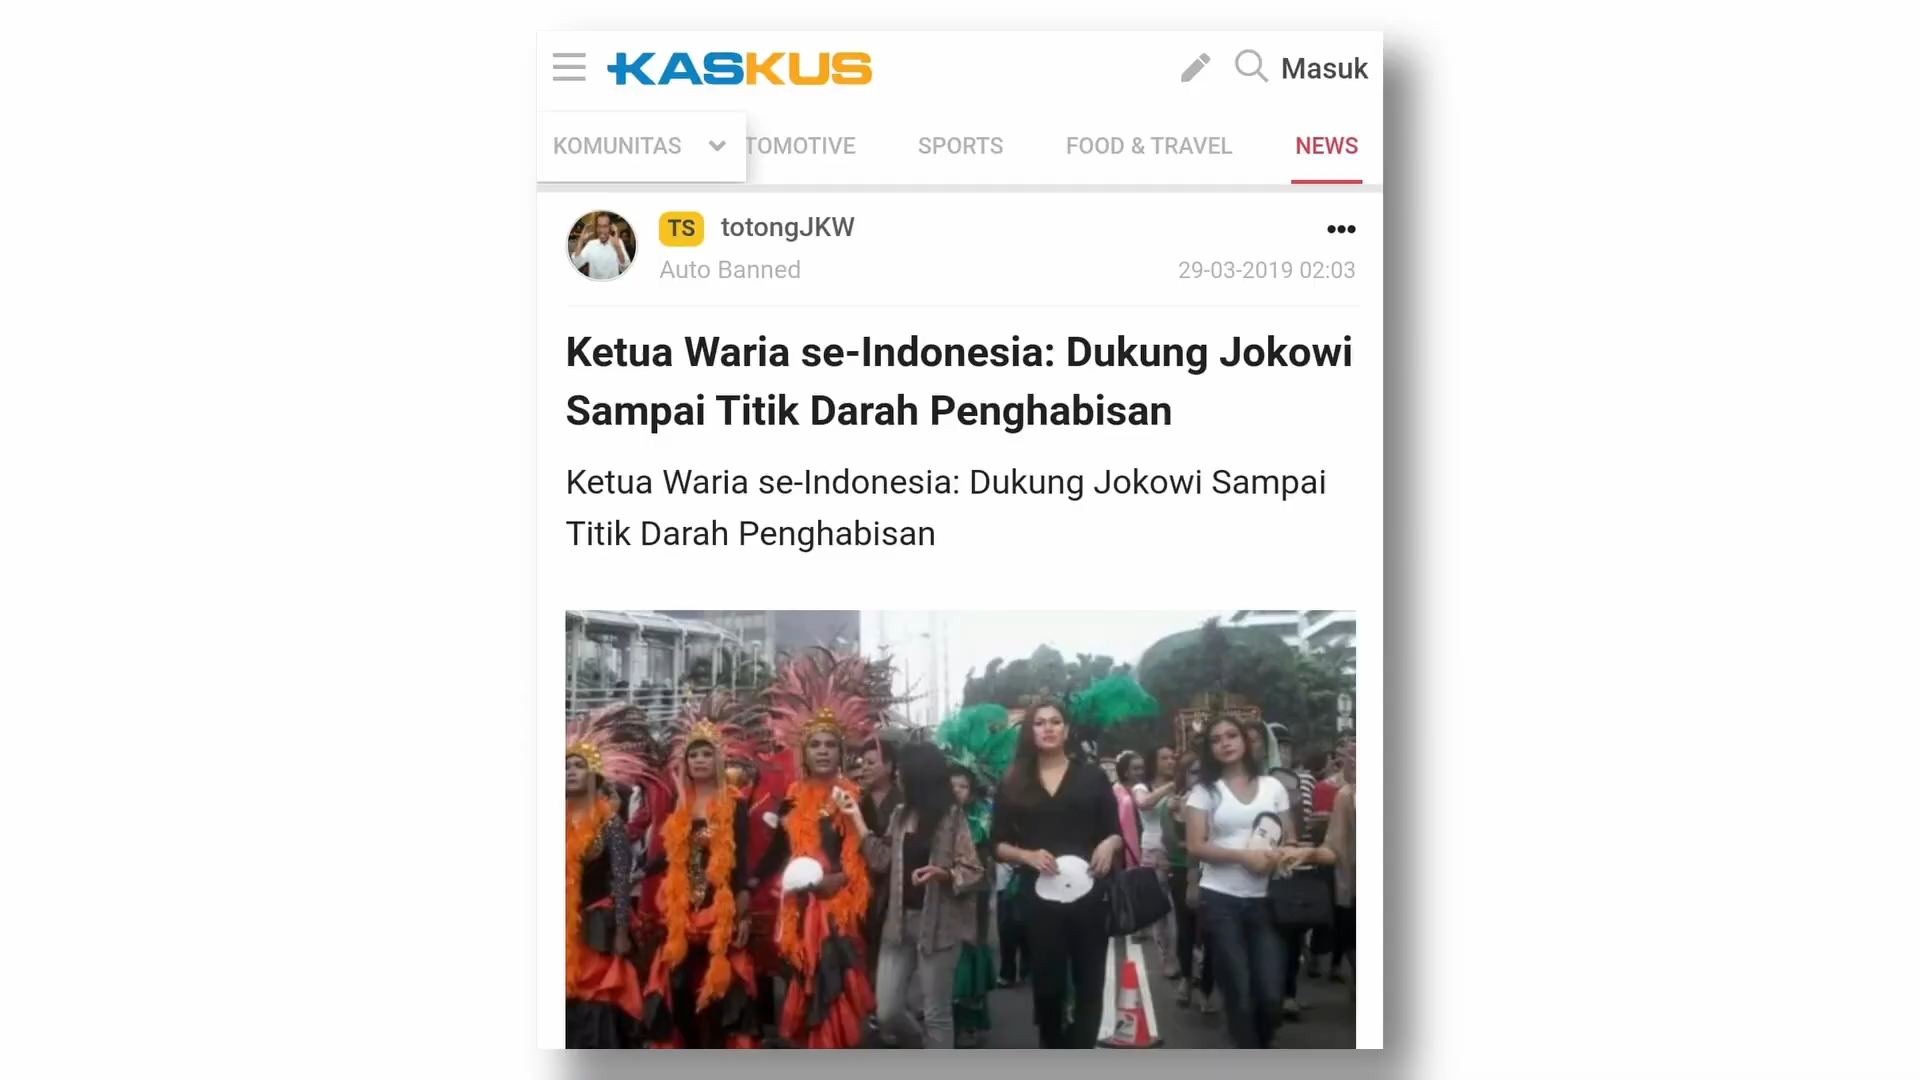 KASKUS
Masuk
KOMUNITAS
TOMOTIVE
SPORTS
FOOD & TRAVEL
NEWS
TS totongJKW
Auto Banned
29-03-2019 02:03
Ketua Waria se-Indonesia: Dukung Jokowi
Sampai Titik Darah Penghabisan
Ketua Waria se-Indonesia: Dukung Jokowi Sampai
Titik Darah Penghabisan